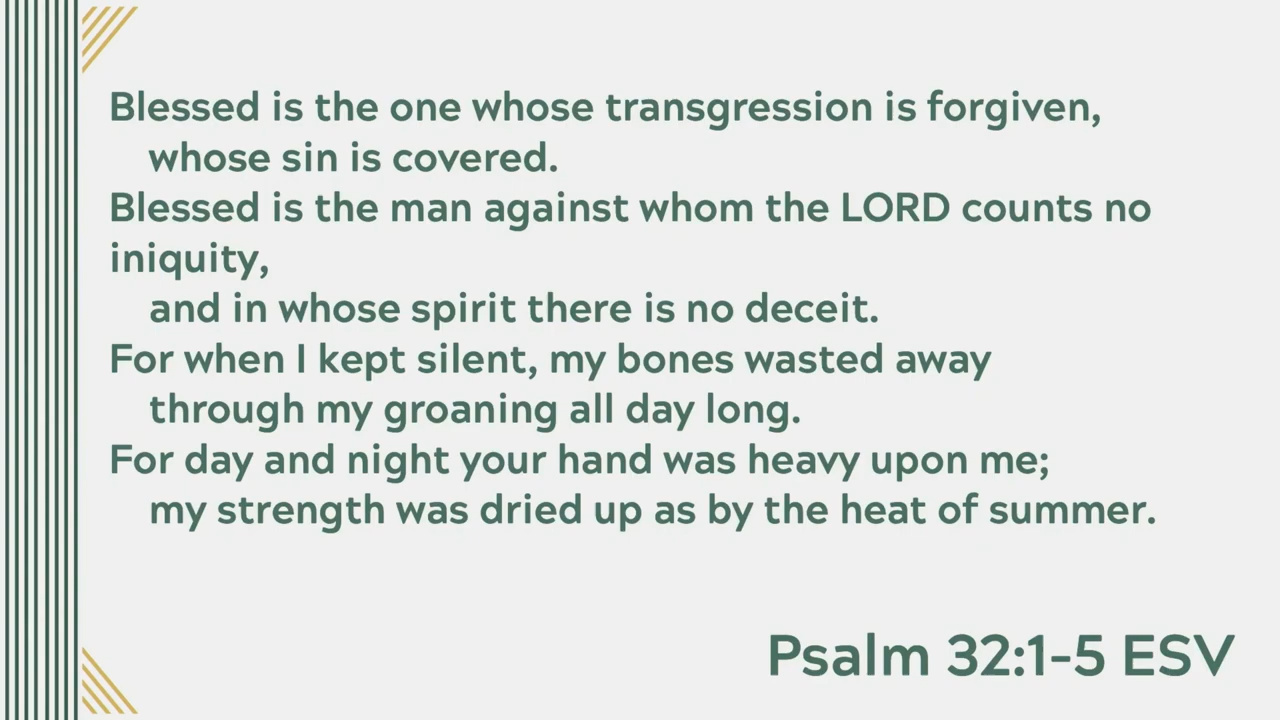 Blessed is the one whose transgression is forgiven,
whose sin is covered.
Blessed is the man against whom the LORD counts no
iniquity,
and in whose spirit there is no deceit.
For when I kept silent, my bones wasted away
through my groaning all day long.
For day and night your hand was heavy upon me;
my strength was dried up as by the heat of summer.
Psalm 32:1-5 ESV